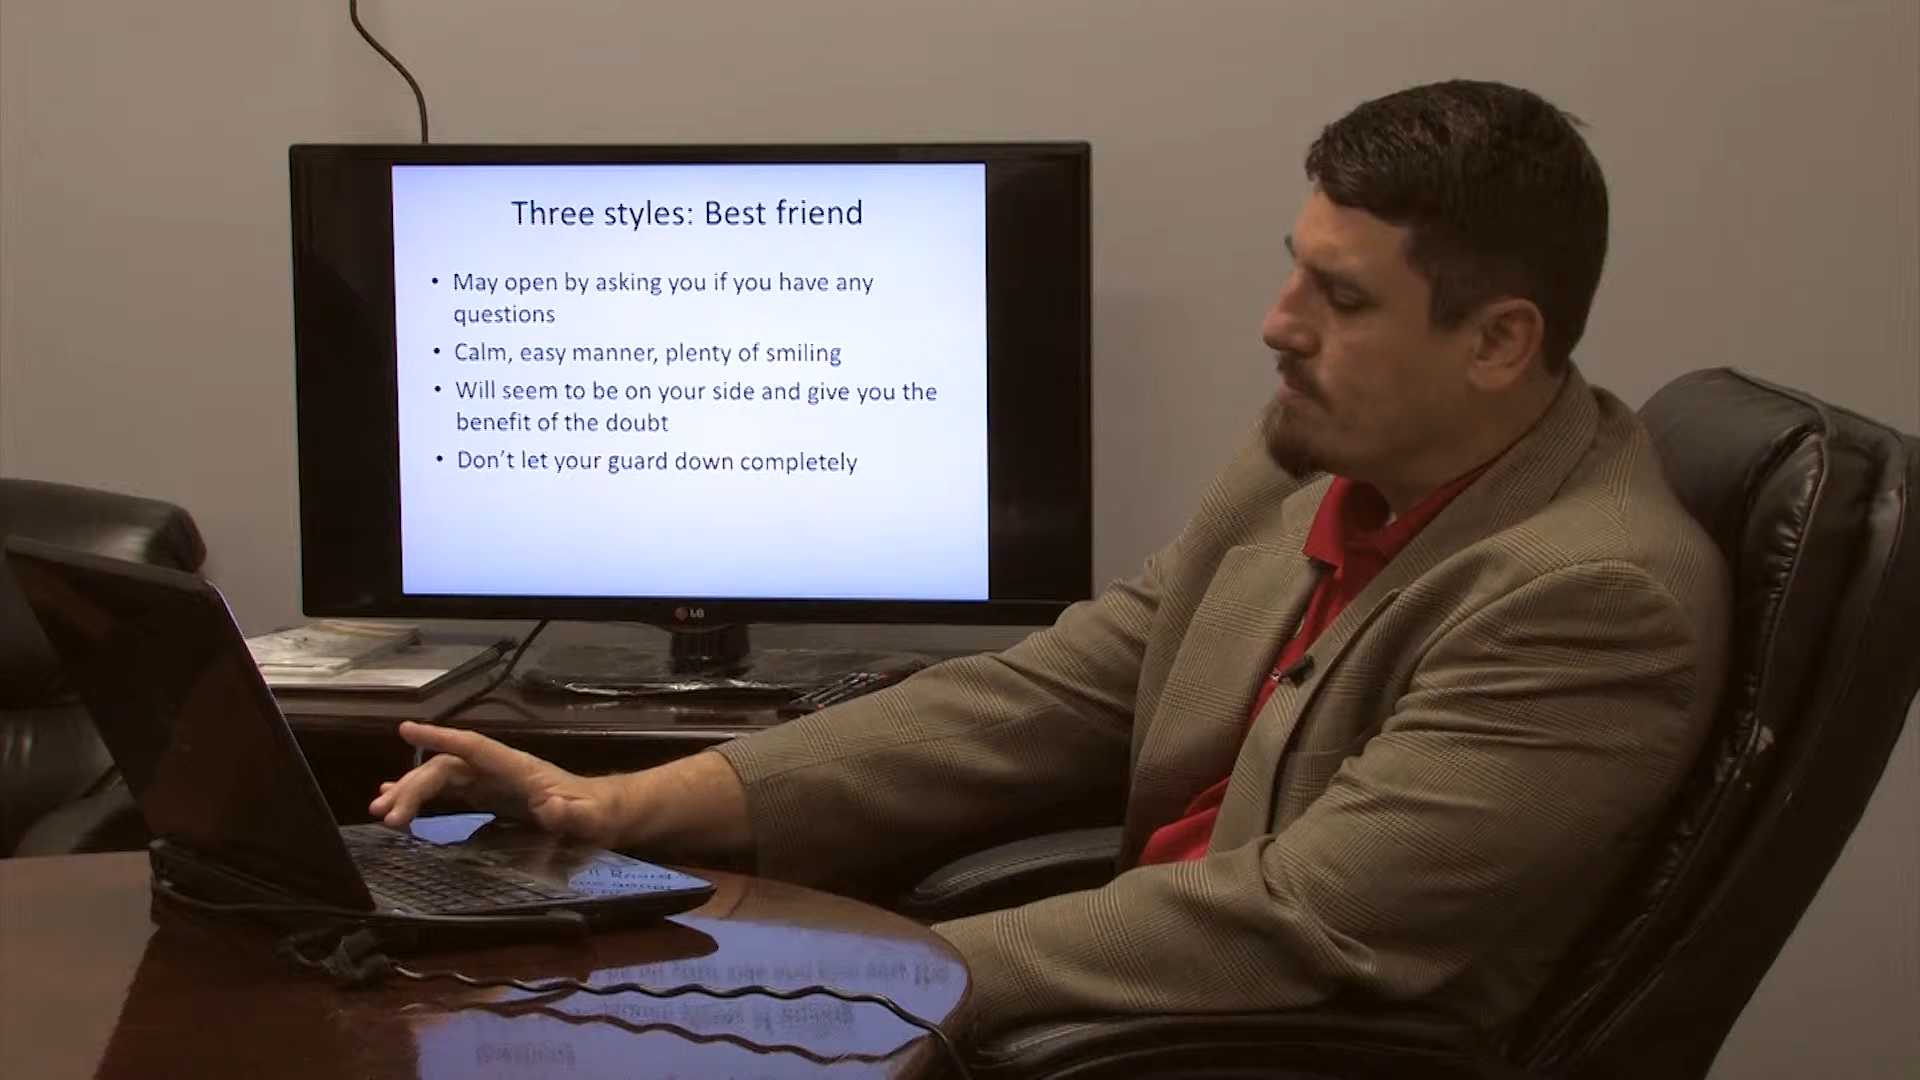 Three styles: Best friend
• May open by asking you if you have any
questions
• Calm, easy manner, plenty of smiling
• Will seem to be on your side and give you the
benefit of the doubt
• Don't let your guard down completely
LG